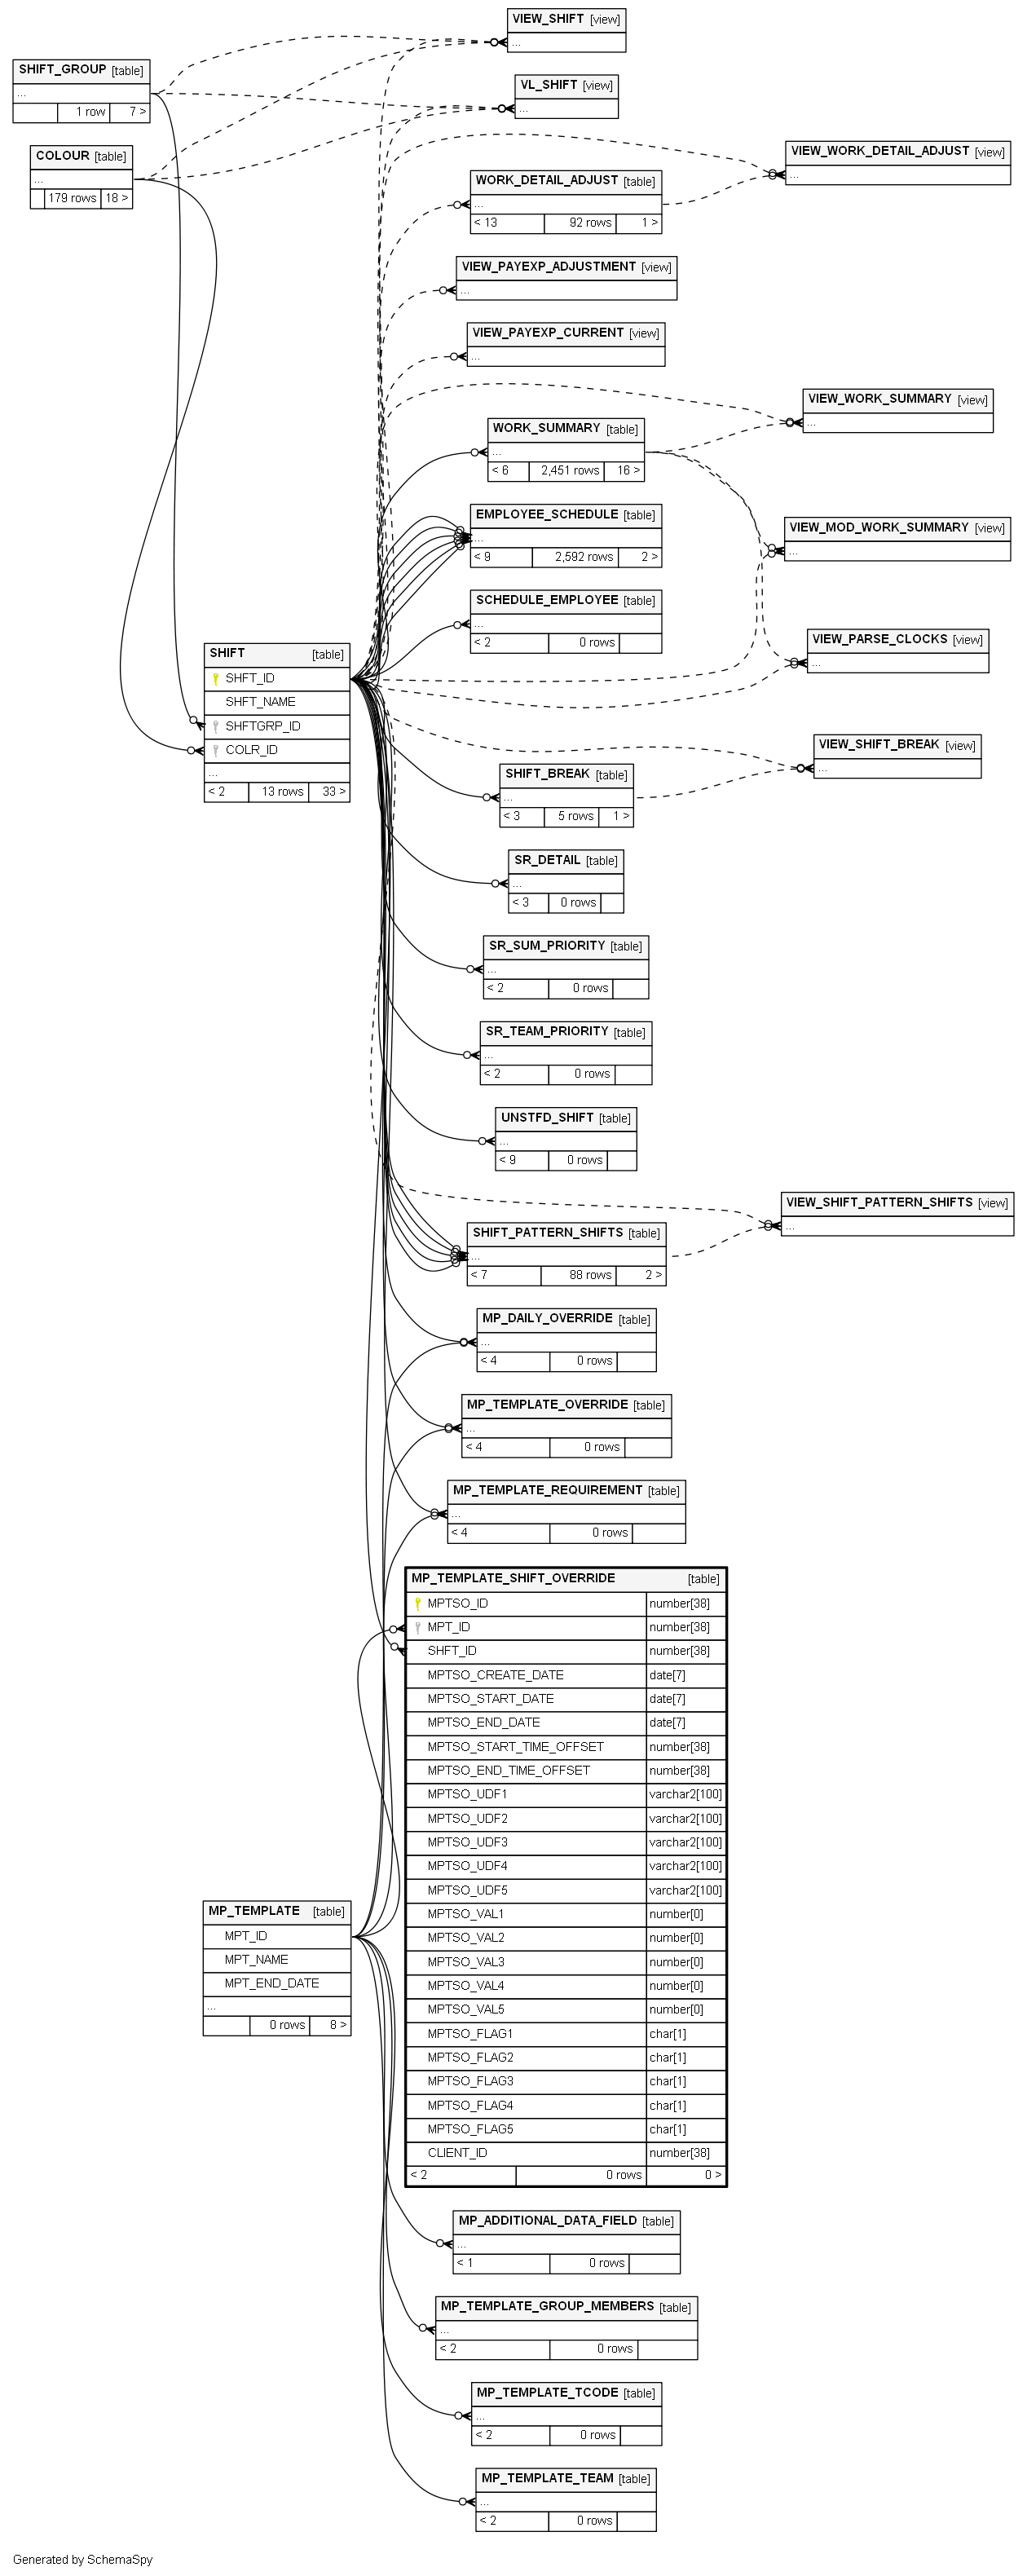 VIEW_SHIFT [view]
...
SHIFT_GROUP [table]
...
1 row 7 >
VL_SHIFT [view]
...
COLOUR [table]
...
179 rows 18 >
VIEW_WORK_DETAIL_ADJUST [view]
...
WORK_DETAIL_ADJUST [table]
...
< 13 92 rows 1 >
VIEW_PAYEXP_ADJUSTMENT [view]
...
VIEW_PAYEXP_CURRENT [view]
...
VIEW_WORK_SUMMARY [view]
...
WORK_SUMMARY [table]
...
< 6 2,451 rows 16 >
EMPLOYEE_SCHEDULE [table]
...
< 9 2,592 rows 2 >
VIEW_MOD_WORK_SUMMARY [view]
...
SCHEDULE_EMPLOYEE [table]
...
< 2 0 rows
VIEW_PARSE_CLOCKS [view]
...
SHIFT [table]
SHFT_ID
SHFT_NAME
SHFTGRP_ID
COLR_ID
...
< 2 13 rows 33 >
VIEW_SHIFT_BREAK [view]
...
SHIFT_BREAK [table]
...
< 3 5 rows 1 >
SR_DETAIL [table]
...
< 3 0 rows
SR_SUM_PRIORITY [table]
...
< 2 0 rows
SR_TEAM_PRIORITY [table]
...
< 2 0 rows
UNSTFD_SHIFT [table]
...
< 9 0 rows
VIEW_SHIFT_PATTERN_SHIFTS [view]
...
SHIFT_PATTERN_SHIFTS [table]
...
< 7 88 rows 2 >
MP_DAILY_OVERRIDE [table]
...
< 4 0 rows
MP_TEMPLATE_OVERRIDE [table]
...
< 4 0 rows
MP_TEMPLATE_REQUIREMENT [table]
...
< 4 0 rows
MP_TEMPLATE_SHIFT_OVERRIDE [table]
MPTSO_ID number[38]
MPT_ID number[38]
SHFT_ID number[38]
MPTSO_CREATE_DATE date[7]
MPTSO_START_DATE date[7]
MPTSO_END_DATE date[7]
MPTSO_START_TIME_OFFSET number[38]
MPTSO_END_TIME_OFFSET number[38]
MPTSO_UDF1 varchar2[100]
MPTSO_UDF2 varchar2[100]
MPTSO_UDF3 varchar2[100]
MPTSO_UDF4 varchar2[100]
MPTSO_UDF5 varchar2[100]
MPTSO_VAL1 number[0]
MPTSO_VAL2 number[0]
MPTSO_VAL3 number[0]
MPTSO_VAL4 number[0]
MPTSO_VAL5 number[0]
MPTSO_FLAG1 char[1]
MPTSO_FLAG2 char[1]
MPTSO_FLAG3 char[1]
MPTSO_FLAG4 char[1]
MPTSO_FLAG5 char[1]
CLIENT_ID number[38]
< 2 0 rows 0 >
MP_TEMPLATE [table]
MPT_ID
MPT_NAME
MPT_END_DATE
...
0 rows 8 >
MP_ADDITIONAL_DATA_FIELD [table]
...
< 1 0 rows
MP_TEMPLATE_GROUP_MEMBERS [table]
...
< 2 0 rows
MP_TEMPLATE_TCODE [table]
...
< 2 0 rows
MP_TEMPLATE_TEAM [table]
...
< 2 0 rows
Generated by SchemaSpy